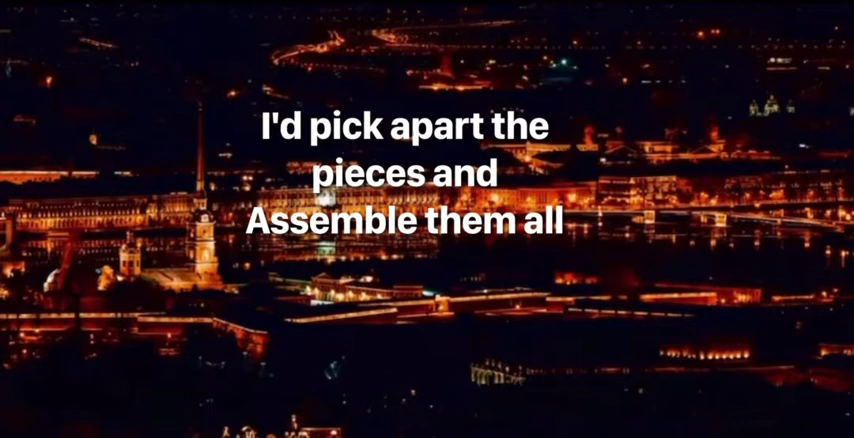 I'd pick apart the
pieces and
Assemble them all